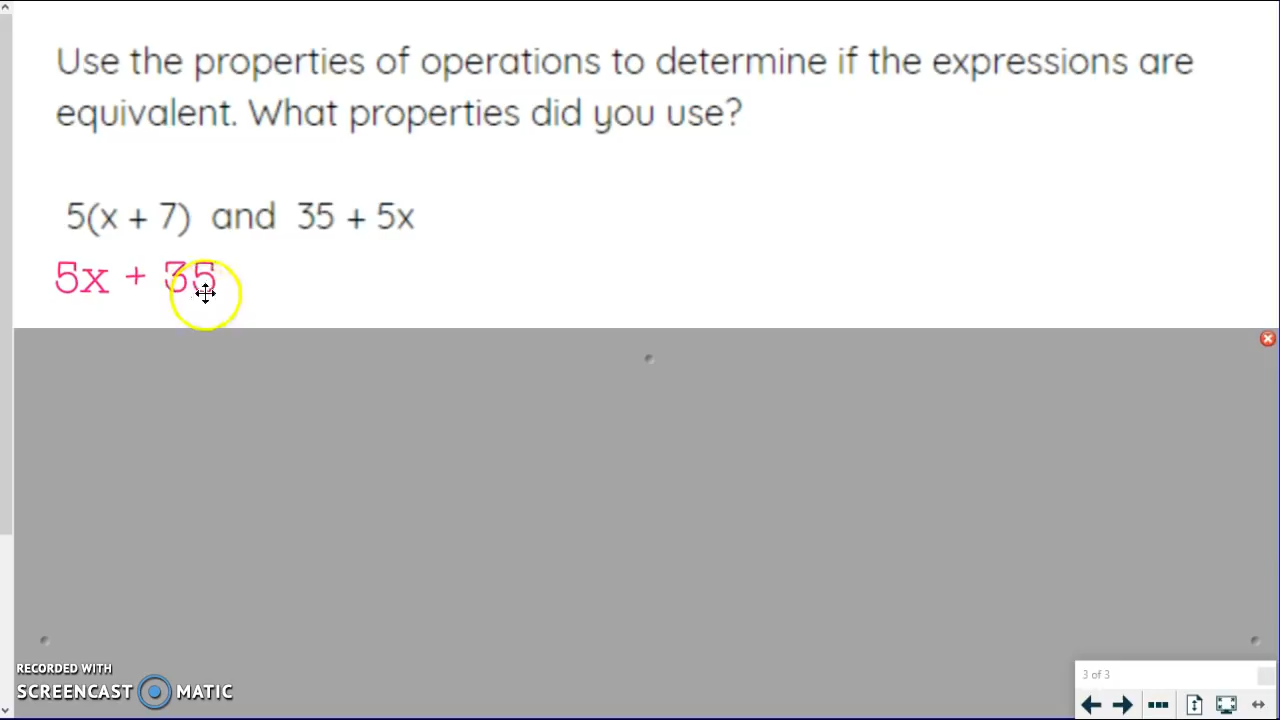 Use the properties of operations to determine if the expressions are
equivalent. What properties did you use?
5(x + 7) and 35 + 5x
5x + 35
RECORDED WITH
SCREENCAST MATIC
3 of 3